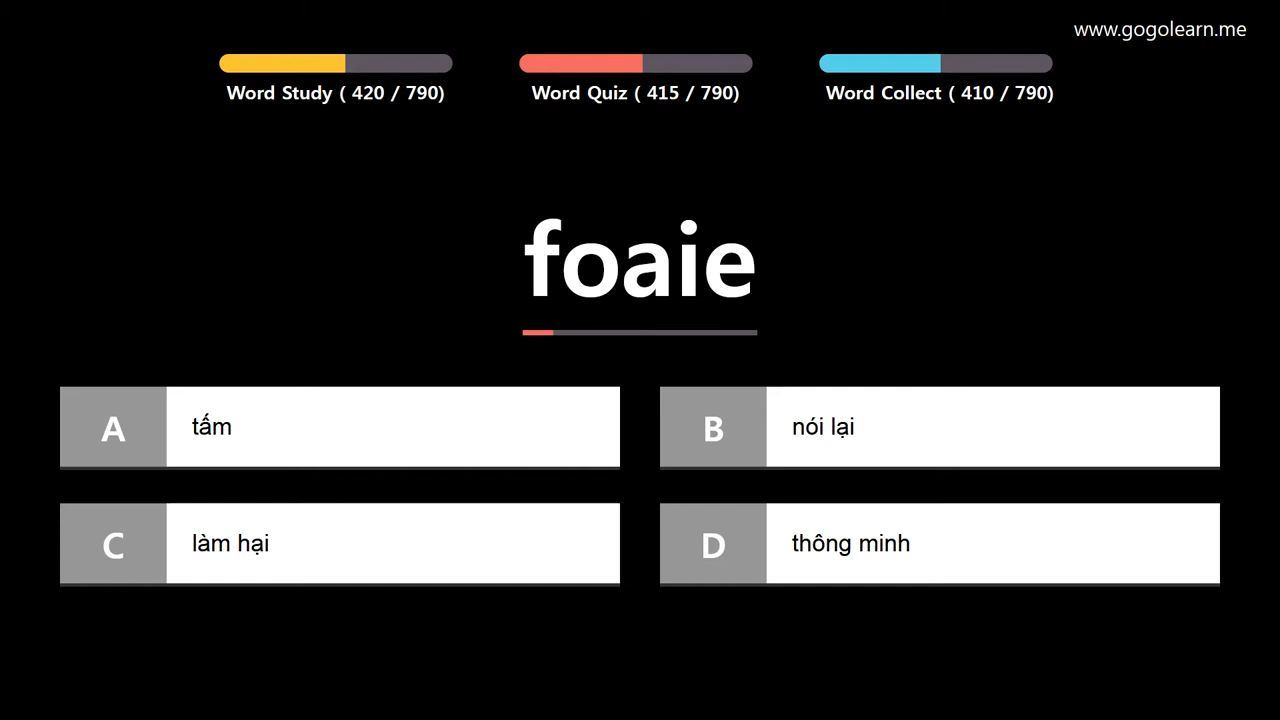 www.gogolearn.me
Word Study ( 420 / 790)
Word Quiz ( 415 / 790)
Word Collect ( 410 / 790)
foaie
A
tấm
B
nói lại
C
làm hại
D
thông minh